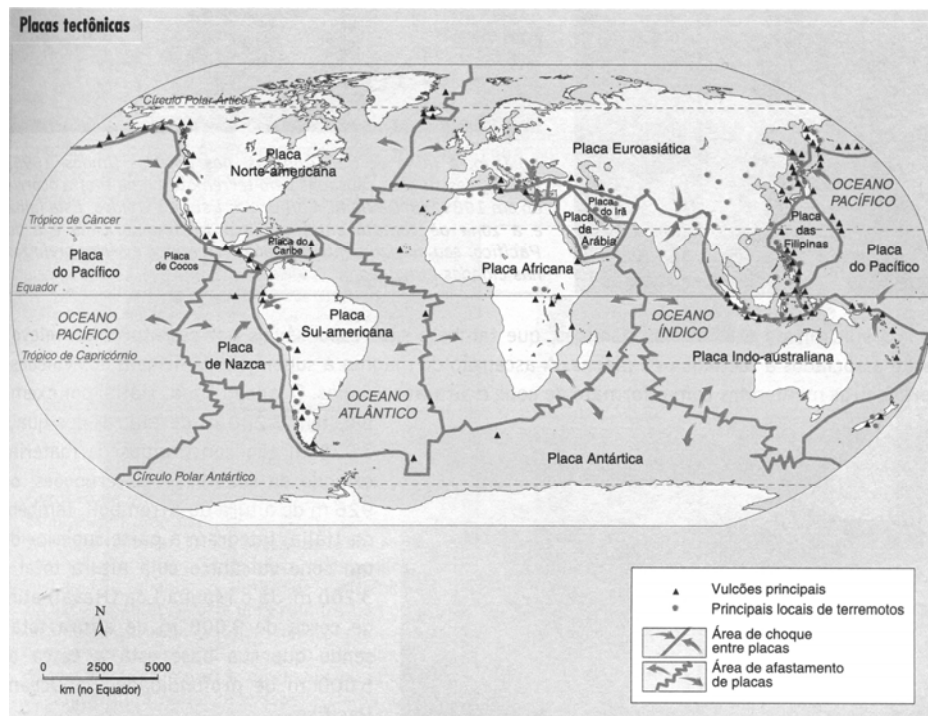 Placas tectônicas
Círculo Polar Ártico
Placa
Norte-americana
Placa Euroasiática
OCEANO
PACÍFICO
Trópico de Câncer
Placa
do Pacífico
Placa
de Cocos
Placa do
Caribe
Placa Africana
Placa
da
Arábia
Placa
do Irã
Placa
das
Filipinas
Placa
do Pacífico
Equador
OCEANO
PACÍFICO
Placa
Sul-americana
OCEANO
ÍNDICO
Trópico de Capricórnio
Placa
de Nazca
Placa Indo-australiana
OCEANO
ATLÂNTICO
Placa Antártica
Círculo Polar Antártico
N
0 2500 5000
km (no Equador)
Vulcões principais
Principais locais de terremotos
Área de choque
entre placas
Área de afastamento
de placas